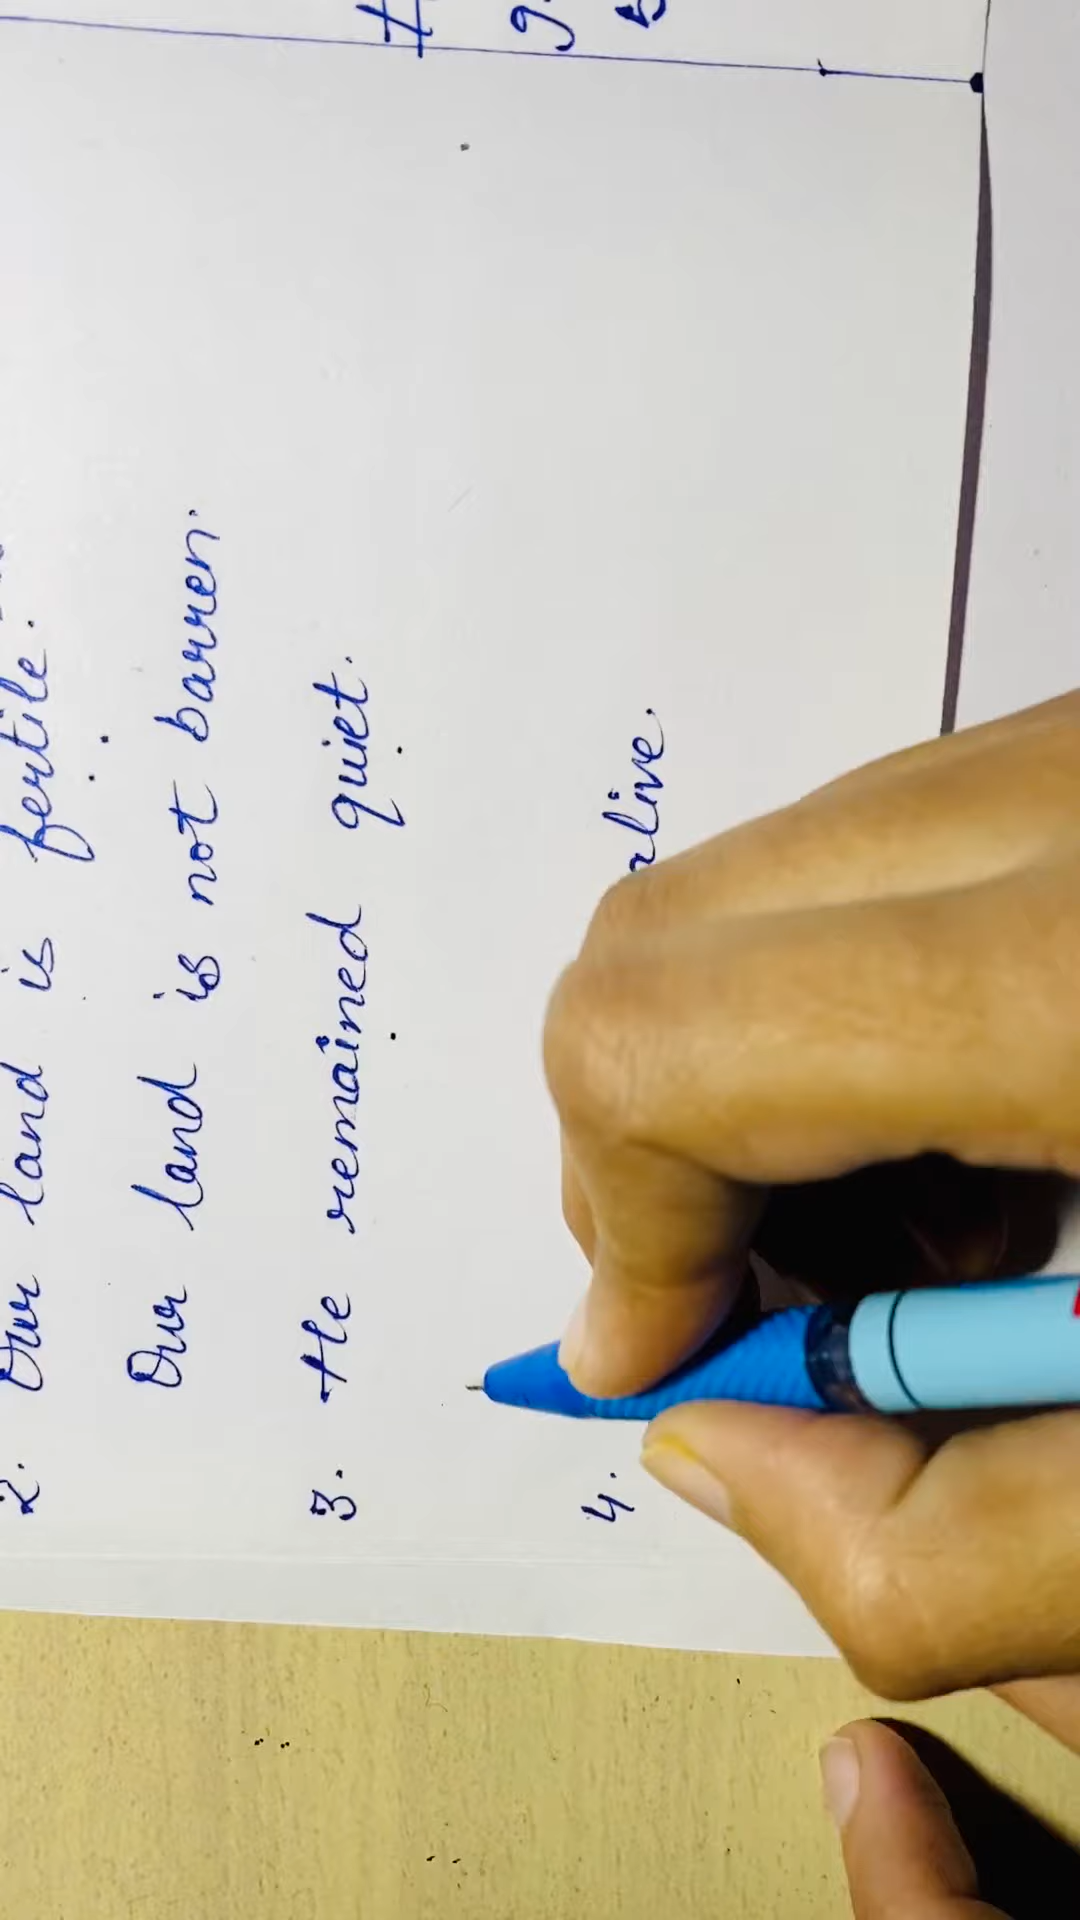 2. Our land is fertile.
Our land is not barren.
3. He remained quiet.
4. alive.